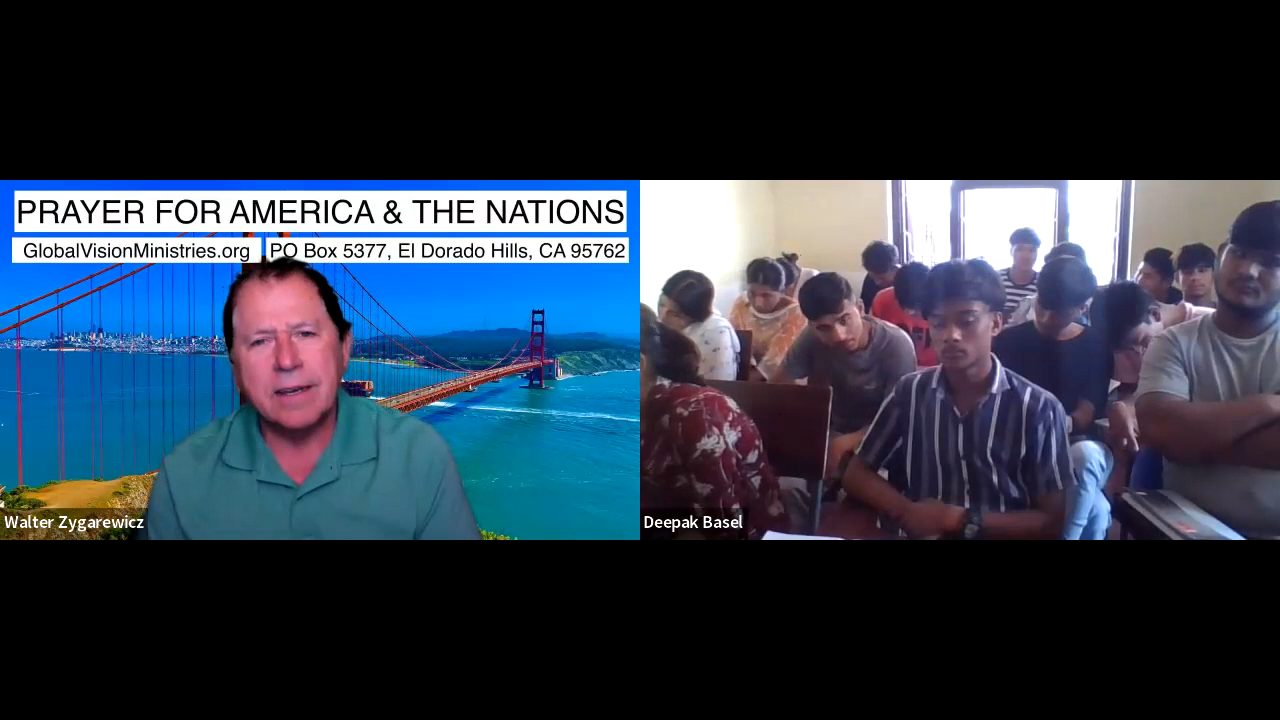 PRAYER FOR AMERICA & THE NATIONS
GlobalVisionMinistries.org PO Box 5377, El Dorado Hills, CA 95762
Walter Zygarewicz
Deepak Basel